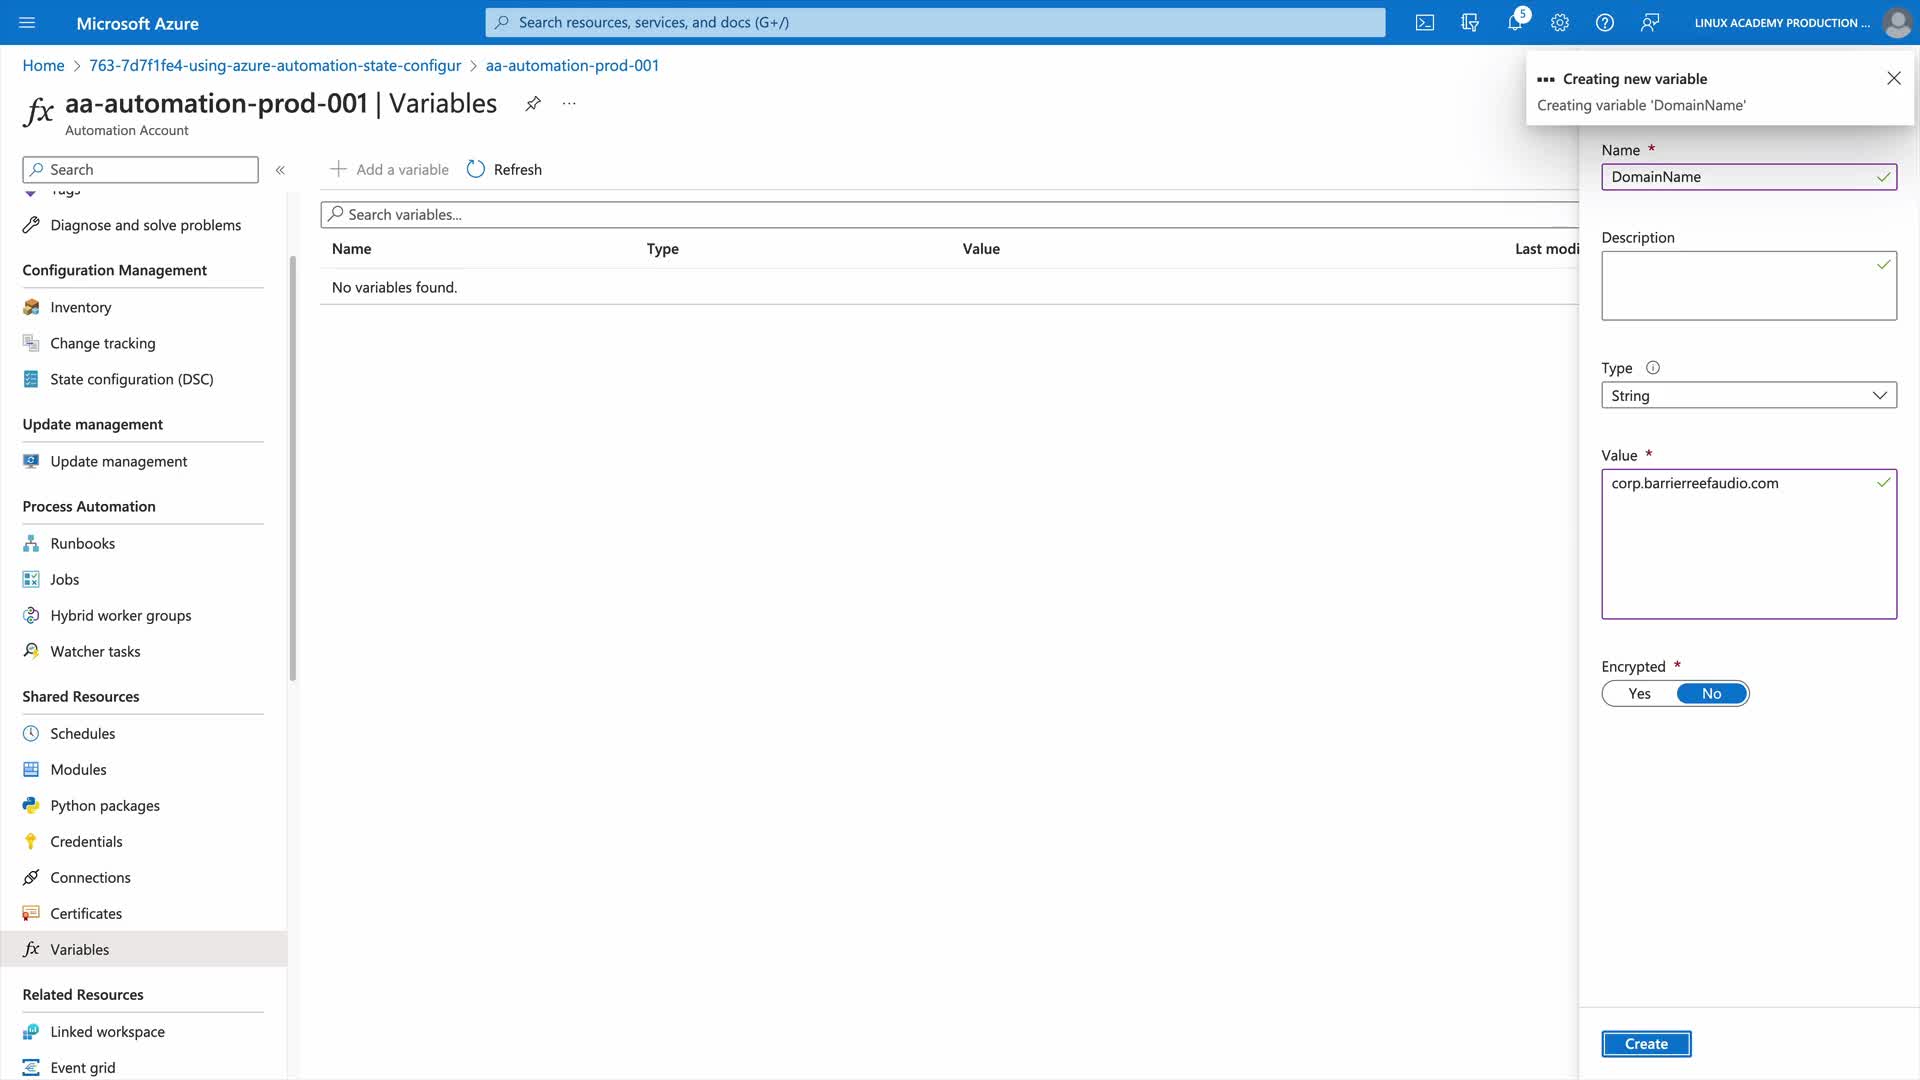 Microsoft Azure
Search resources, services, and docs (G+/)
5
LINUX ACADEMY PRODUCTION ...
Home > 763-7d7f1fe4-using-azure-automation-state-configur > aa-automation-prod-001
fx aa-automation-prod-001 | Variables ...
Automation Account
Creating new variable
Creating variable 'DomainName'
Search
«
Tags
Diagnose and solve problems
Configuration Management
Inventory
Change tracking
State configuration (DSC)
Update management
Update management
Process Automation
Runbooks
Jobs
Hybrid worker groups
Watcher tasks
Shared Resources
Schedules
Modules
Python packages
Credentials
Connections
Certificates
fx Variables
Related Resources
Linked workspace
Event grid
Add a variable
Refresh
Search variables...
Name Type Value Last modi
No variables found.
Name *
DomainName
Description
Type
String
Value *
corp.barrierreefaudio.com
Encrypted *
Yes No
Create